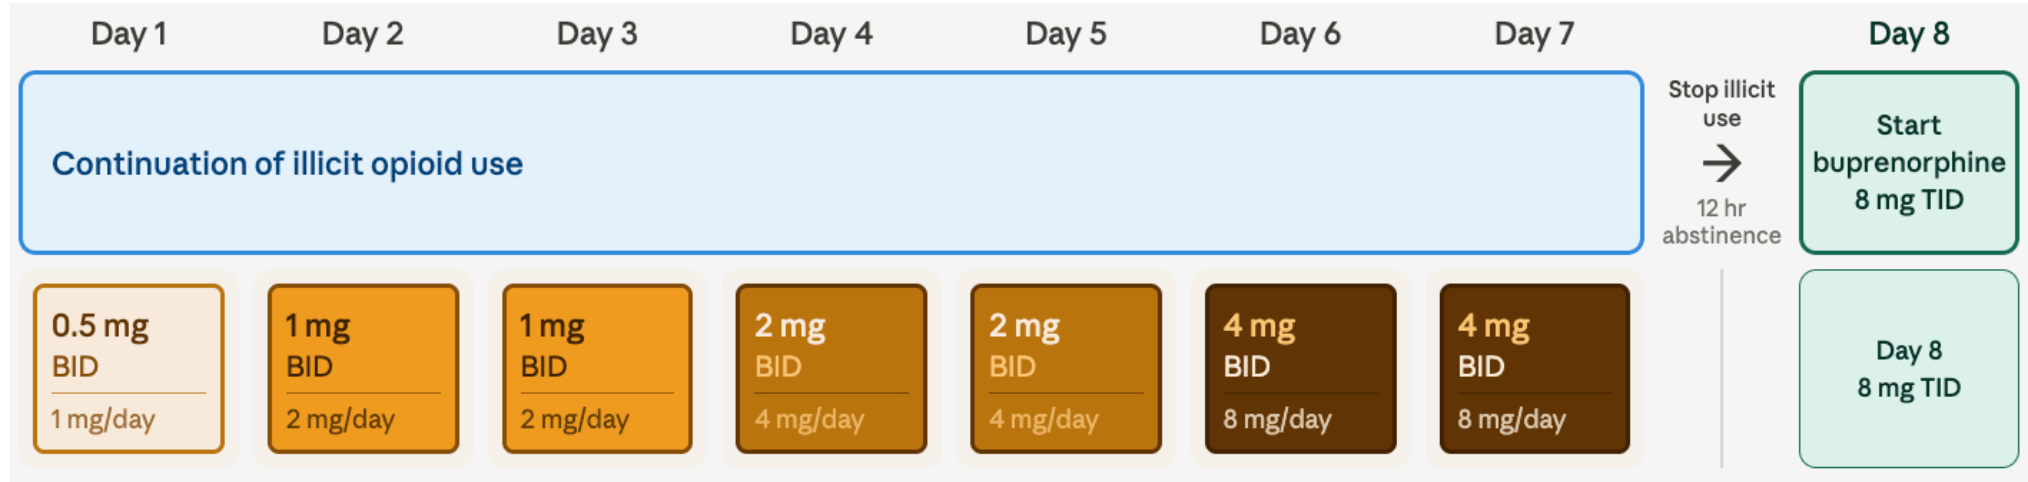 Day 1
Day 2
Day 3
Day 4
Day 5
Day 6
Day 7
Day 8
Continuation of illicit opioid use
Stop illicit
use
→
12 hr
abstinence
Start
buprenorphine
8 mg TID
0.5 mg
BID
1 mg/day
1 mg
BID
2 mg/day
1 mg
BID
2 mg/day
2 mg
BID
4 mg/day
2 mg
BID
4 mg/day
4 mg
BID
8 mg/day
4 mg
BID
8 mg/day
Day 8
8 mg TID